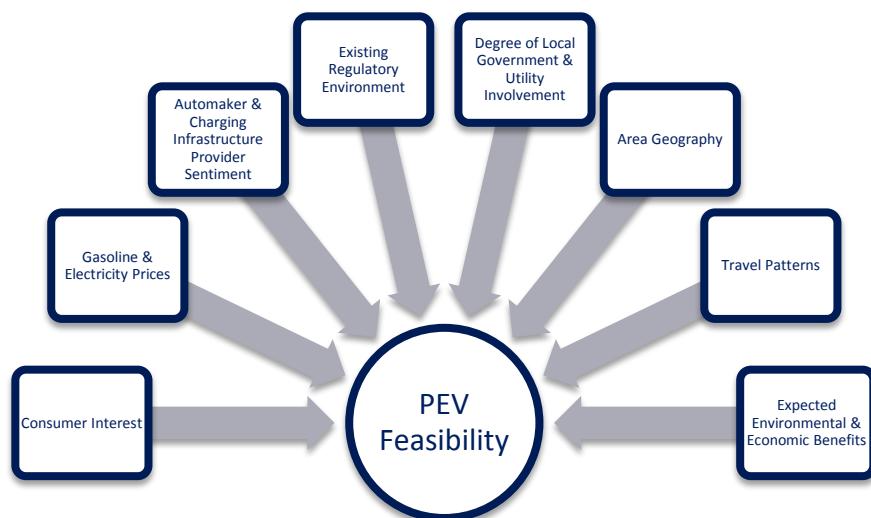 Existing
Regulatory
Environment
Degree of Local
Government &
Utility
Involvement
Automaker &
Charging
Infrastructure
Provider
Sentiment
Area Geography
Gasoline &
Electricity Prices
Travel Patterns
Consumer Interest
PEV
Feasibility
Expected
Environmental &
Economic Benefits